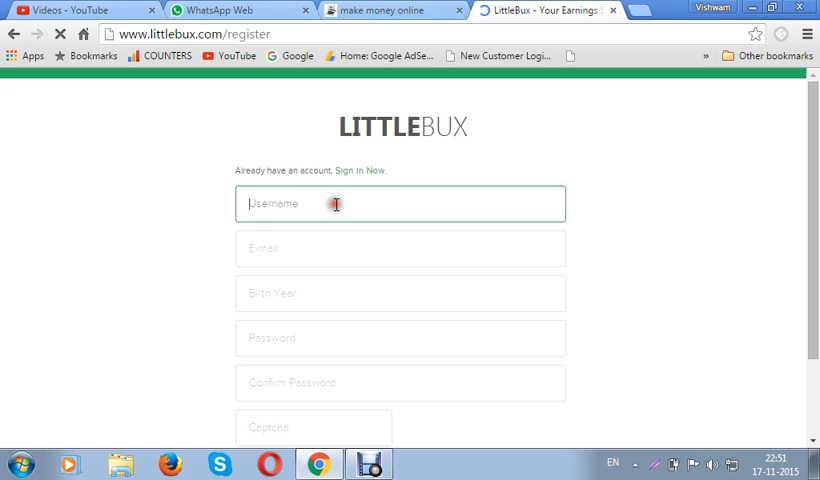 Videos - YouTube
WhatsApp Web
make money online
LittleBux - Your Earnings S
Vishwam
www.littlebux.com/register
Apps
Bookmarks
COUNTERS
YouTube
Google
Home: Google AdSe...
New Customer Logi...
»
Other bookmarks
LITTLEBUX
Already have an account. Sign In Now.
Username
E-mail
Birth Year
Password
Confirm Password
Captcha
EN
22:51
17-11-2015